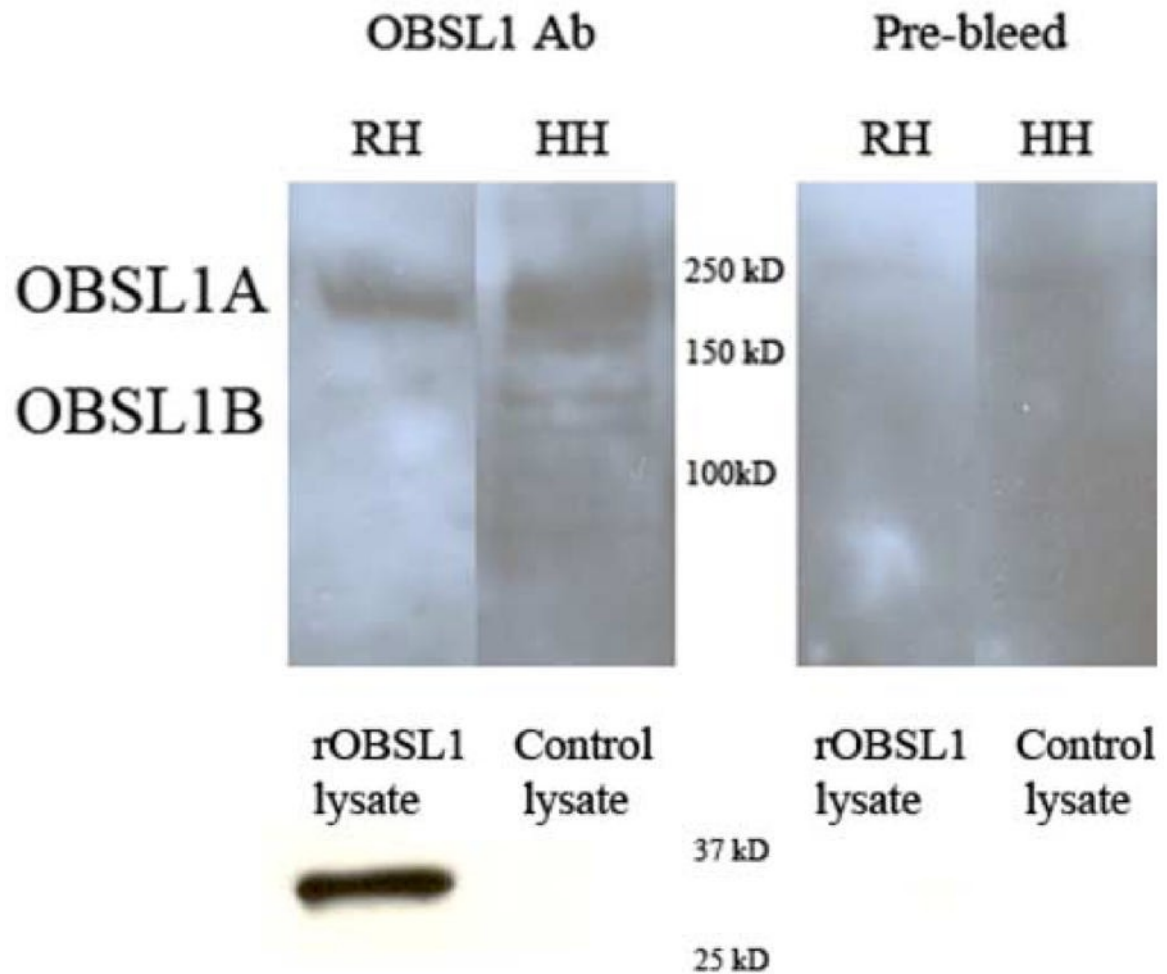 OBSL1 Ab Pre-bleed
RH HH RH HH
OBSL1A
250 kD
150 kD
OBSL1B
100kD
rOBSL1 Control rOBSL1 Control
lysate lysate lysate lysate
37 kD
25 kD